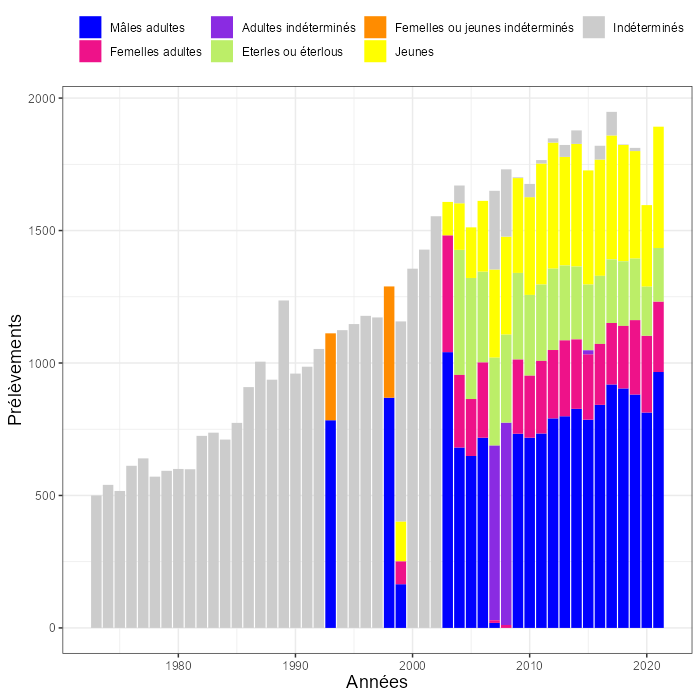 Mâles adultes Adultes indéterminés Femelles ou jeunes indéterminés Indéterminés
Femelles adultes Eterles ou éterlous Jeunes
2000
1500
1000
500
0
Prélèvements
1980 1990 2000 2010 2020
Années